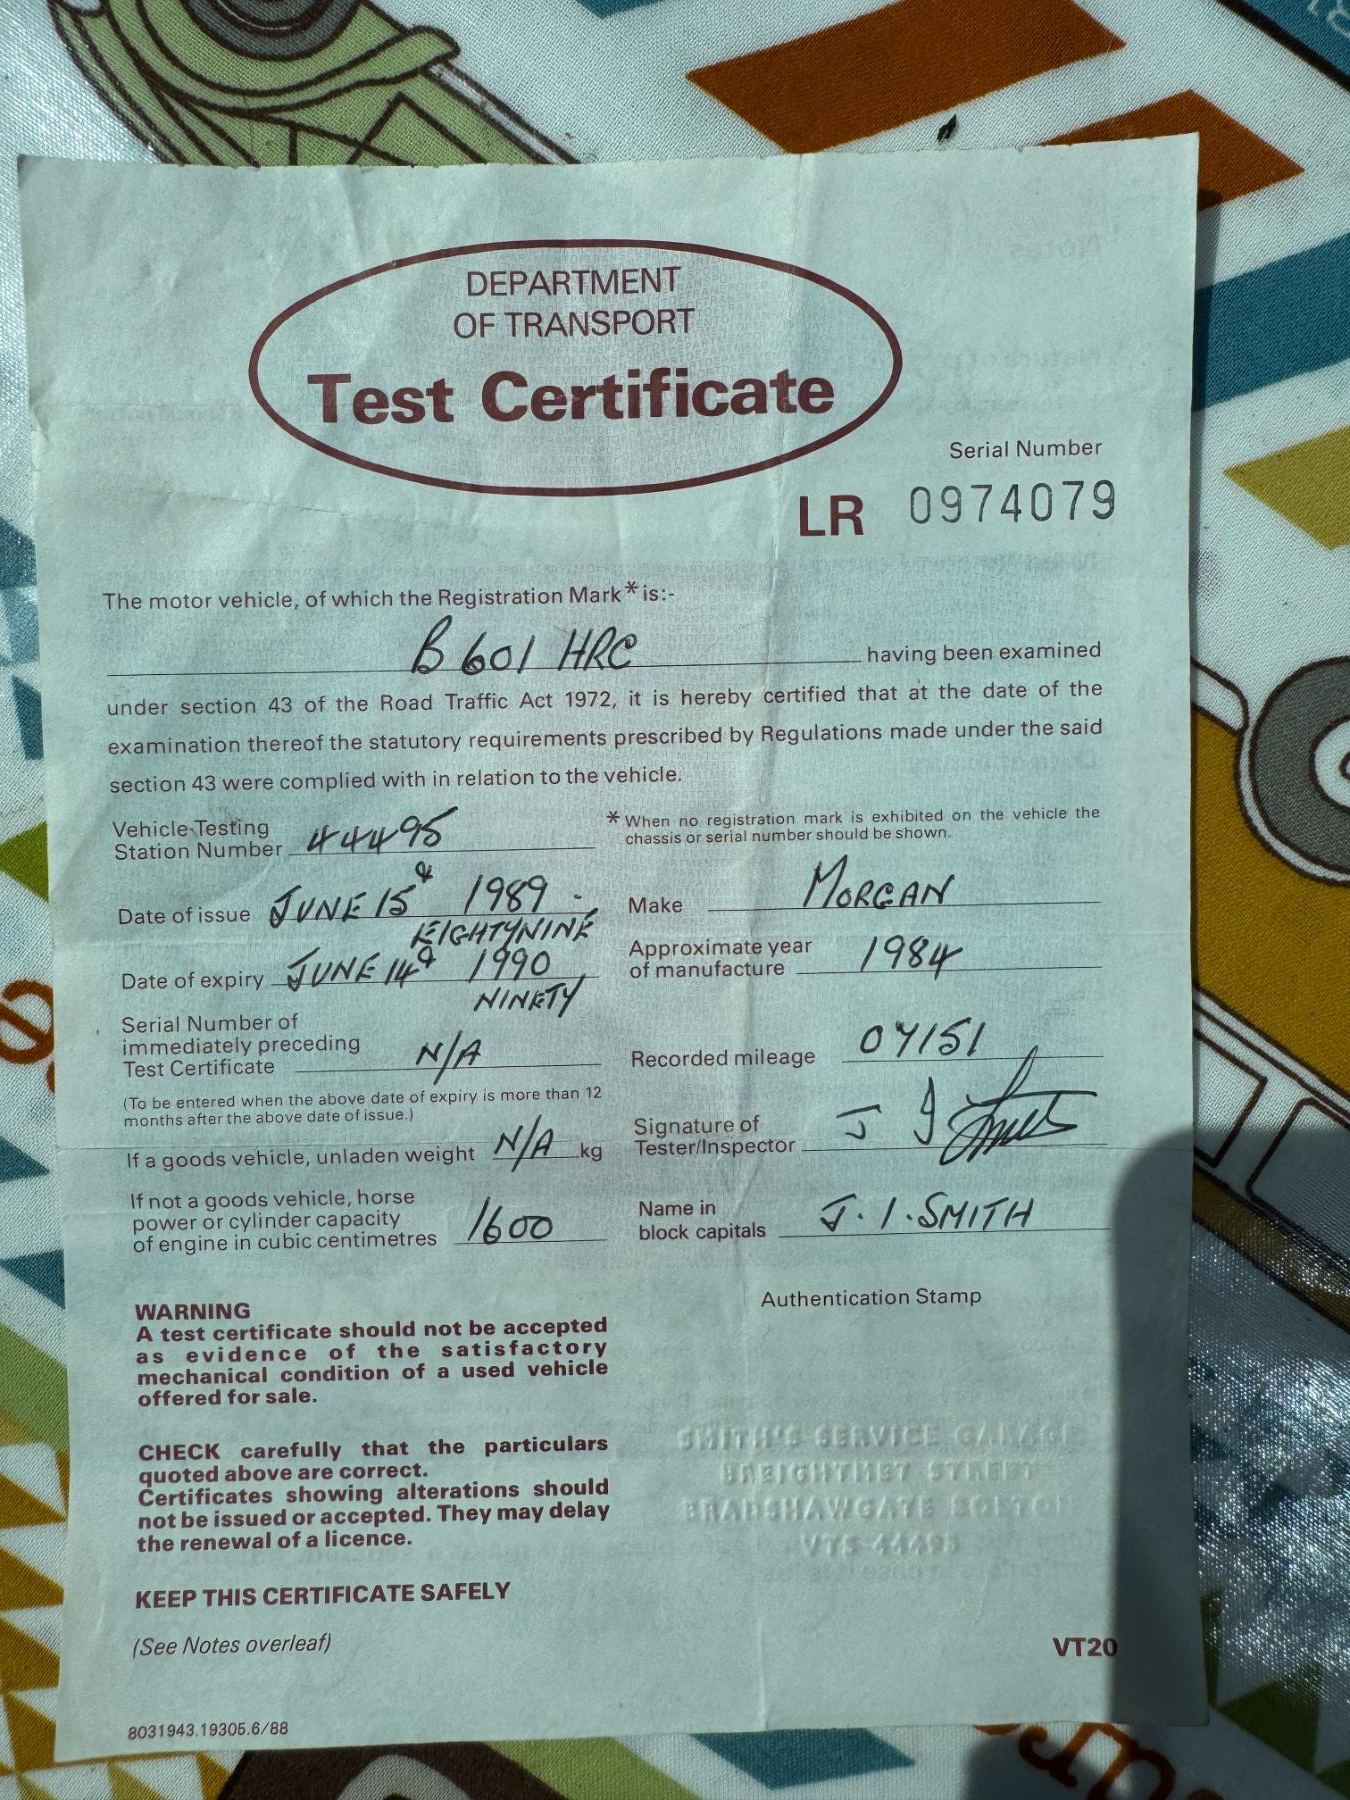 DEPARTMENT
OF TRANSPORT
Test Certificate
Serial Number
LR 0974079
The motor vehicle, of which the Registration Mark* is:-
B 601 HRC having been examined
under section 43 of the Road Traffic Act 1972, it is hereby certified that at the date of the
examination thereof the statutory requirements prescribed by Regulations made under the said
section 43 were complied with in relation to the vehicle.
Vehicle Testing
Station Number 44495
* When no registration mark is exhibited on the vehicle the
chassis or serial number should be shown.
Date of issue JUNE 15 1989
EIGHTYNINE
Make MORGAN
Date of expiry JUNE 14 1990
NINETY
Approximate year
of manufacture 1984
Serial Number of
immediately preceding
Test Certificate N/A
Recorded mileage 07151
(To be entered when the above date of expiry is more than 12
months after the above date of issue.)
Signature of
Tester/Inspector J I Smith
If a goods vehicle, unladen weight N/A kg
If not a goods vehicle, horse
power or cylinder capacity
of engine in cubic centimetres 1600
Name in
block capitals J. I. SMITH
WARNING
A test certificate should not be accepted
as evidence of the satisfactory
mechanical condition of a used vehicle
offered for sale.
Authentication Stamp
CHECK carefully that the particulars
quoted above are correct.
Certificates showing alterations should
not be issued or accepted. They may delay
the renewal of a licence.
SMITH'S SERVICE GARAGE
STREET
BRADSHAWGATE BOLTON
VTS 44495
KEEP THIS CERTIFICATE SAFELY
(See Notes overleaf)
VT20
8031943.19305.6/88